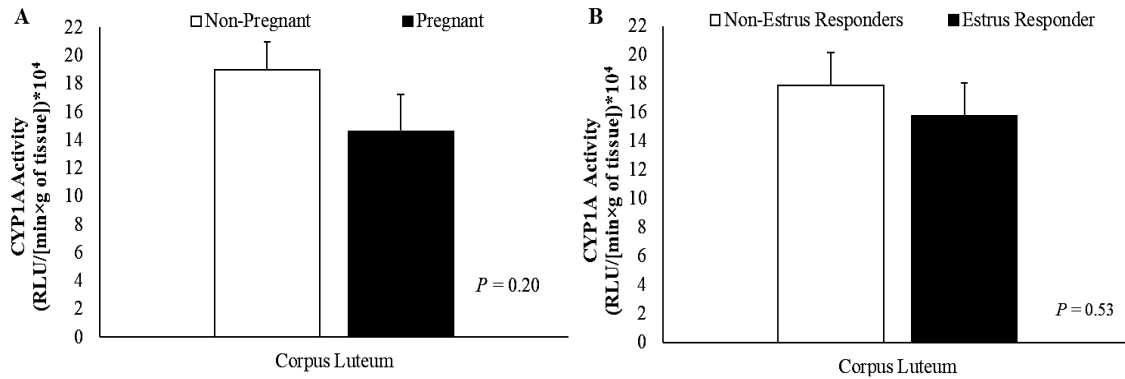 A
Non-Pregnant
Pregnant
CYP1A Activity
(RLU/[min×g of tissue])*10⁴
22
20
18
16
14
12
10
8
6
4
2
0
P = 0.20
Corpus Luteum
B
Non-Estrus Responders
Estrus Responder
CYP1A Activity
(RLU/[min×g of tissue])*10⁴
22
20
18
16
14
12
10
8
6
4
2
0
P = 0.53
Corpus Luteum